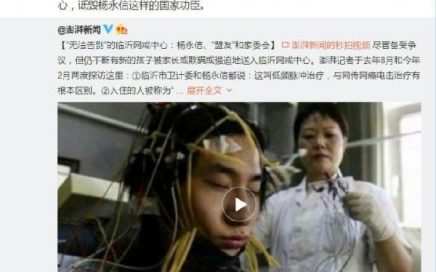 心，诋毁杨永信这样的国家功臣。
@澎湃新闻
【"无法告别"的临沂网戒中心：杨永信、"盟友"和家委会】澎湃新闻的秒拍视频 尽管备受争
议，但仍不断有新的孩子被家长或欺瞒或强迫地送入临沂网戒中心。澎湃记者于去年8月和今年
2月两度探访这里：①临沂市卫计委和杨永信都说：这叫低频脉冲治疗，与网传网瘾电击治疗有
根本区别。②入住的人被称为" ... 展开全文